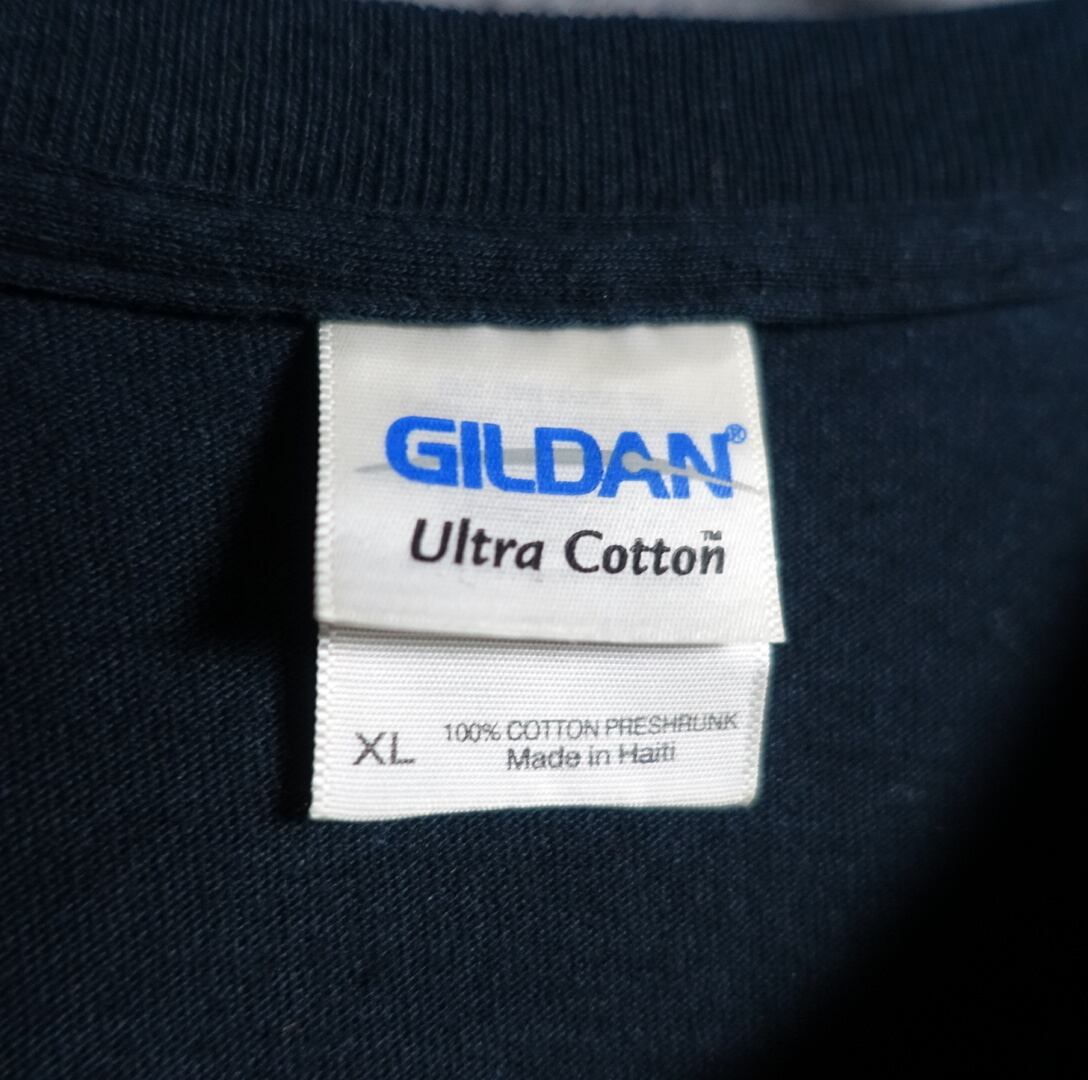 GILDAN®
Ultra Cotton™
XL
100% COTTON PRESHRUNK
Made in Haiti